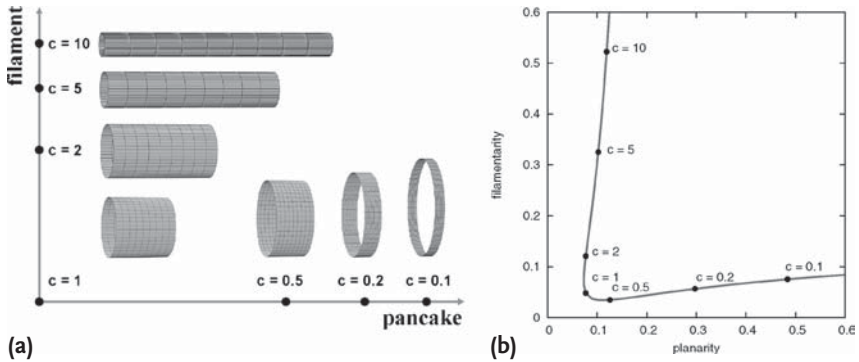 filament
c = 10
c = 5
c = 2
c = 1
c = 0.5
c = 0.2
c = 0.1
pancake
(a)
0.6
0.5
0.4
0.3
0.2
0.1
0
filamentarity
c = 10
c = 5
c = 2
c = 1
c = 0.5
c = 0.2
c = 0.1
0
0.1
0.2
0.3
0.4
0.5
0.6
planarity
(b)